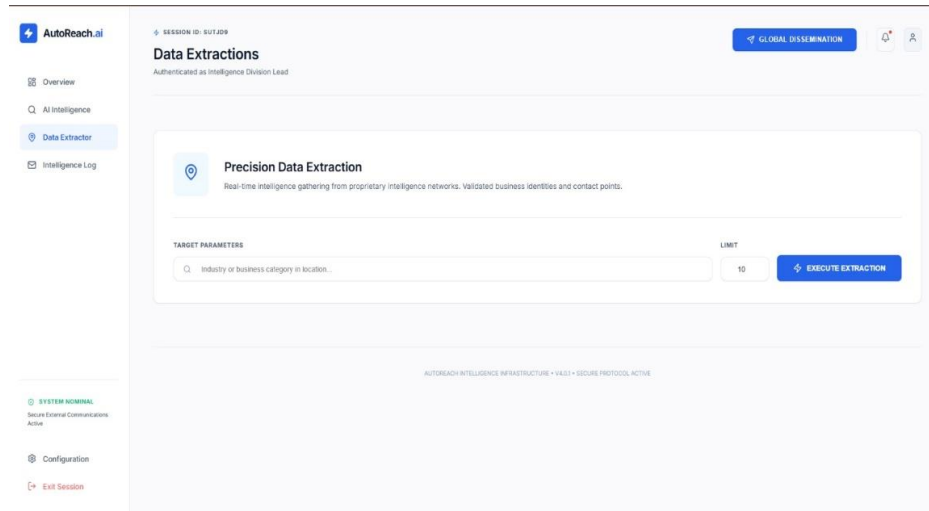 AutoReach.ai
Overview
AI Intelligence
Data Extractor
Intelligence Log
SYSTEM NOMINAL
Secure External Communications
Active
Configuration
Exit Session
SESSION ID: SUTJD9
Data Extractions
Authenticated as Intelligence Division Lead
GLOBAL DISSEMINATION
Precision Data Extraction
Real-time intelligence gathering from proprietary intelligence networks. Validated business identities and contact points.
TARGET PARAMETERS
Industry or business category in location...
LIMIT
10
EXECUTE EXTRACTION
AUTOREACH INTELLIGENCE INFRASTRUCTURE • • SECURE PROTOCOL ACTIVE